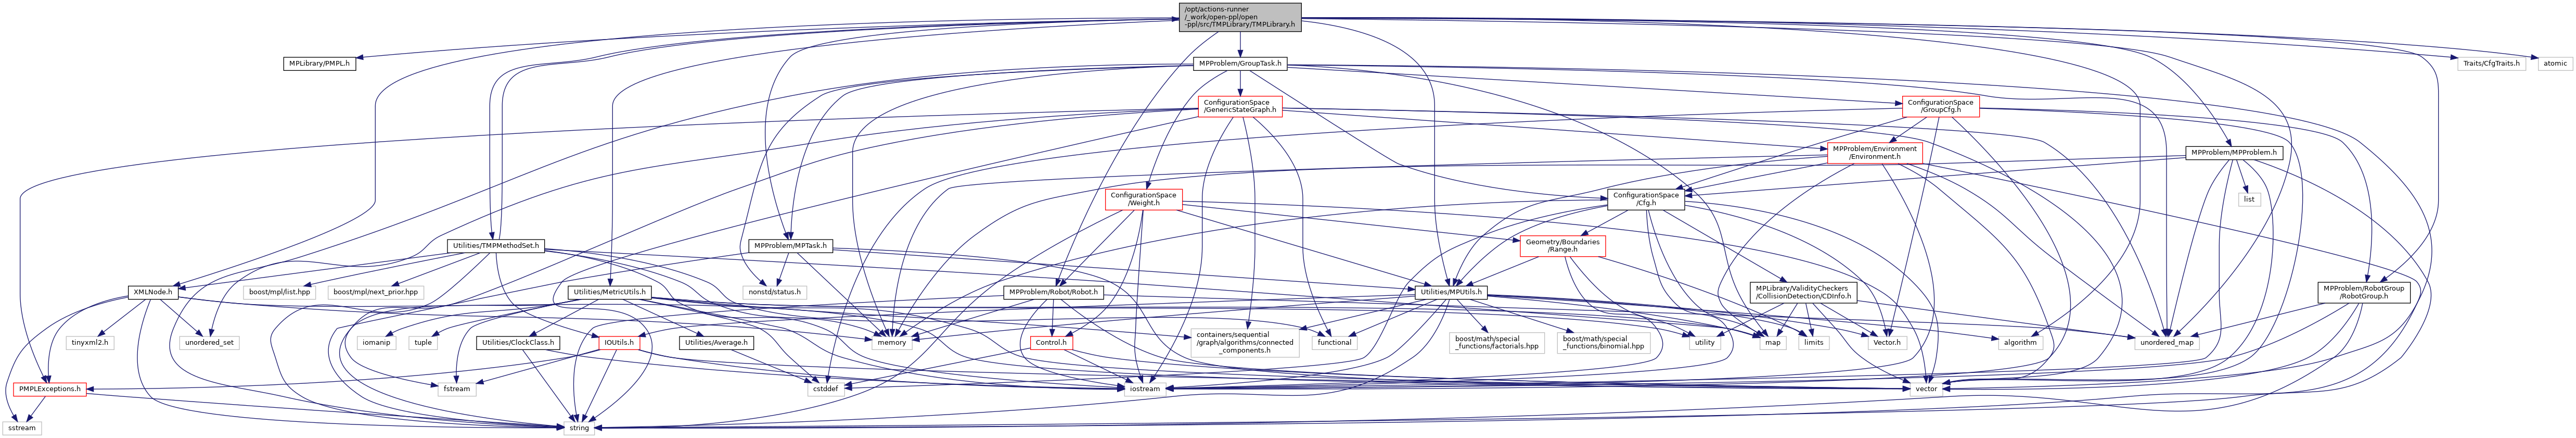 /opt/actions-runner
/_work/open-ppl/open
-ppl/src/TMPLibrary/TMPLibrary.h
MPLibrary/PMPL.h
MPProblem/GroupTask.h
Traits/CfgTraits.h
atomic
ConfigurationSpace
/GenericStateGraph.h
ConfigurationSpace
/GroupCfg.h
MPProblem/Environment
/Environment.h
MPProblem/MPProblem.h
ConfigurationSpace
/Weight.h
ConfigurationSpace
/Cfg.h
list
Utilities/TMPMethodSet.h
MPProblem/MPTask.h
Geometry/Boundaries
/Range.h
XMLNode.h
boost/mpl/list.hpp
boost/mpl/next_prior.hpp
Utilities/MetricUtils.h
nonstd/status.h
MPProblem/Robot/Robot.h
Utilities/MPUtils.h
MPLibrary/ValidityCheckers
/CollisionDetection/CDInfo.h
MPProblem/RobotGroup
/RobotGroup.h
tinyxml2.h
unordered_set
iomanip
tuple
Utilities/ClockClass.h
IOUtils.h
Utilities/Average.h
memory
Control.h
containers/sequential
/graph/algorithms/connected
_components.h
functional
boost/math/special
_functions/factorials.hpp
boost/math/special
_functions/binomial.hpp
utility
map
limits
Vector.h
algorithm
unordered_map
PMPLExceptions.h
fstream
cstddef
iostream
vector
sstream
string